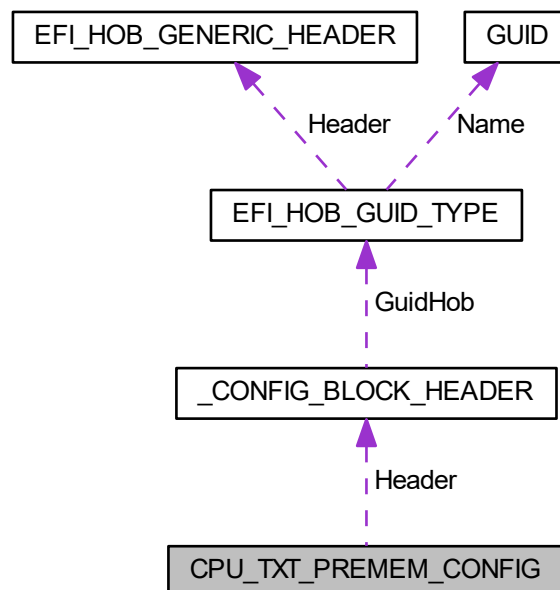 EFI_HOB_GENERIC_HEADER
GUID
Header
Name
EFI_HOB_GUID_TYPE
GuidHob
_CONFIG_BLOCK_HEADER
Header
CPU_TXT_PREMEM_CONFIG